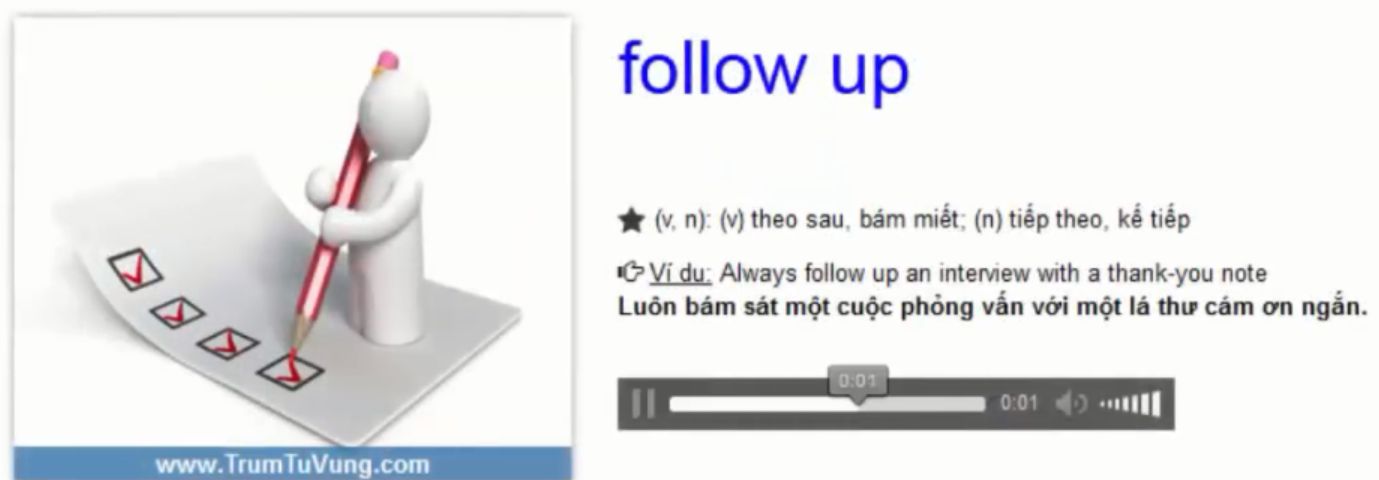 follow up
(v, n): (v) theo sau, bám miết; (n) tiếp theo, kế tiếp
Ví dụ: Always follow up an interview with a thank-you note
Luôn bám sát một cuộc phỏng vấn với một lá thư cám ơn ngắn.
0:01
0:01
www.TrumTuVung.com